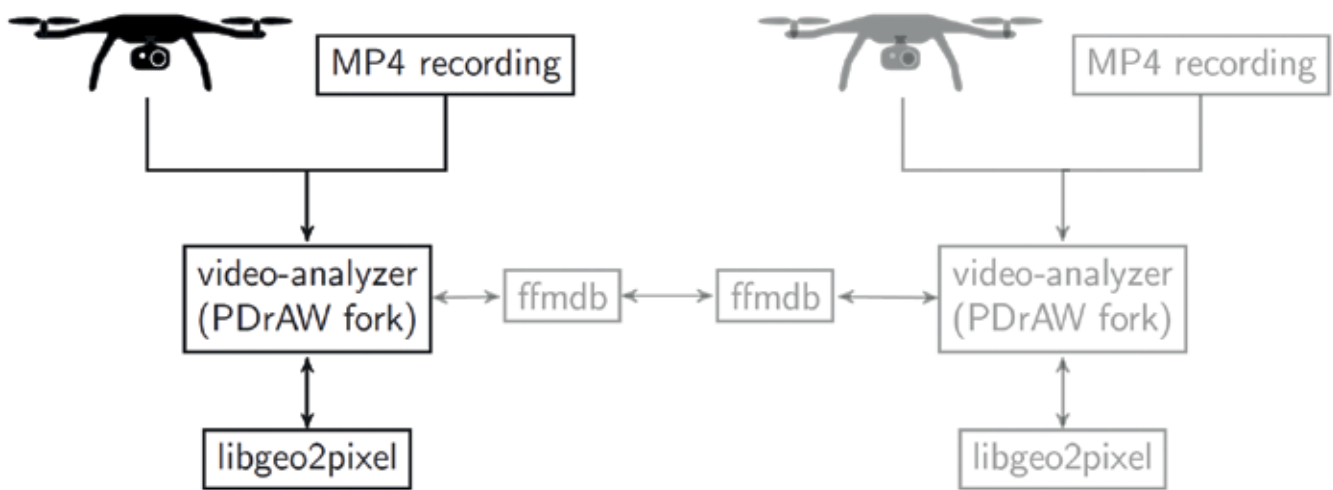 MP4 recording
MP4 recording
video-analyzer
(PDrAW fork)
ffmdb
ffmdb
video-analyzer
(PDrAW fork)
libgeo2pixel
libgeo2pixel